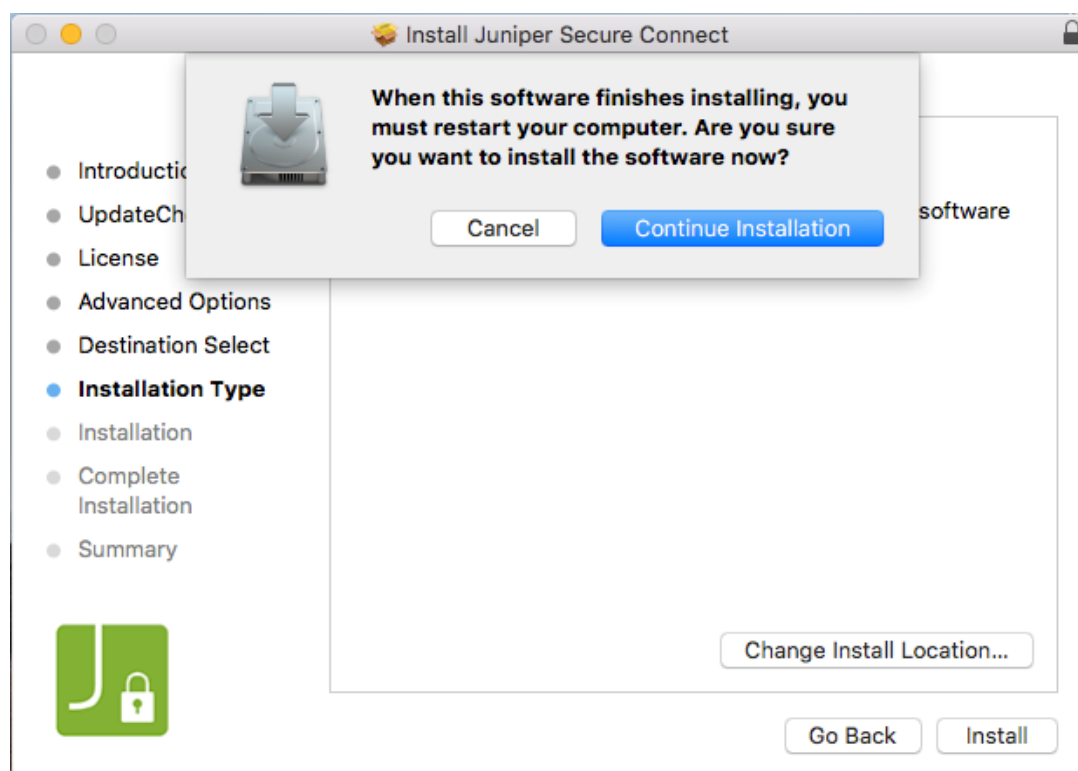 Install Juniper Secure Connect
When this software finishes installing, you
must restart your computer. Are you sure
you want to install the software now?
Cancel
Continue Installation
software
Introductio
UpdateCh
License
Advanced Options
Destination Select
Installation Type
Installation
Complete
Installation
Summary
Change Install Location...
Go Back
Install